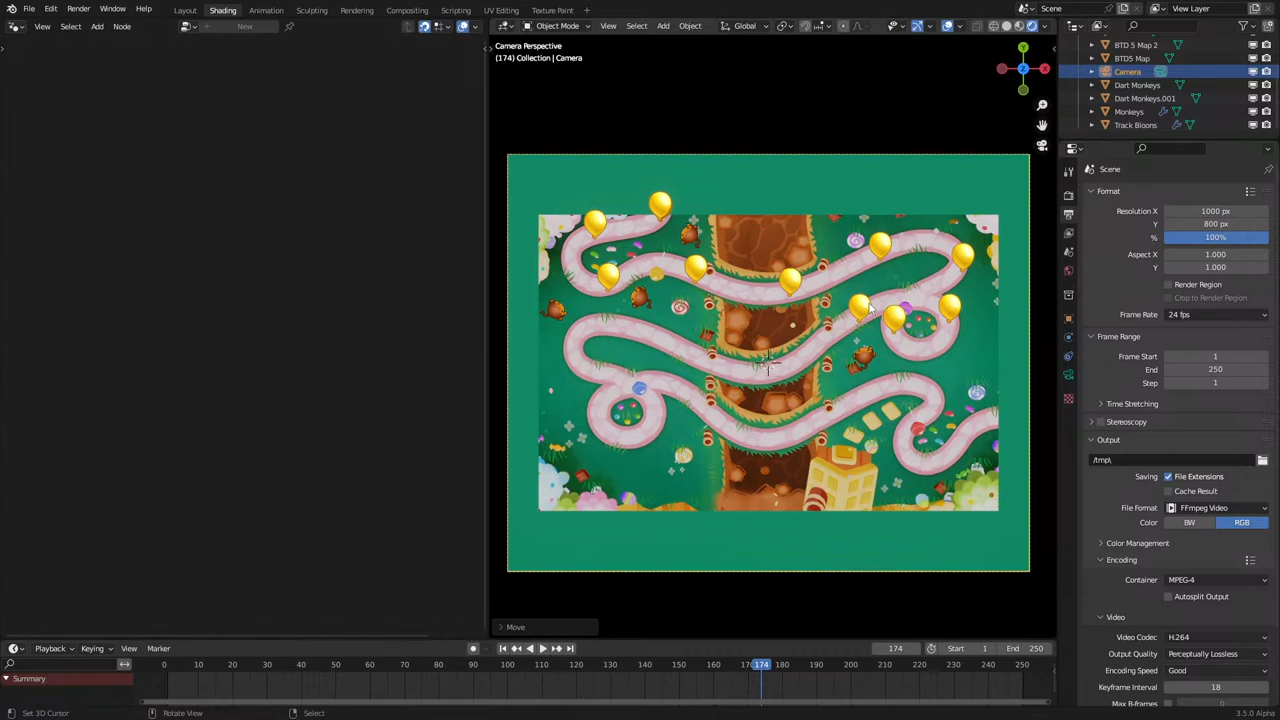 File Edit Render Window Help Layout Shading Animation Rendering Compositing Scripting UV Editing Texture Paint Scene View Layer
View Select Add Node New Object Mode View Select Add Object Global
Camera Perspective
(174) Collection | Camera
Y
X
Z
BTD 5 Map 2
BTD5 Map
Camera
Dart Monkeys
Dart Monkeys.001
Monkeys
Track Bloons
Scene
Format
Resolution X 1000 px
Y 800 px
% 100%
Aspect X 1.000
Y 1.000
Render Region
Crop to Render Region
Frame Rate 24 fps
Frame Range
Frame Start 1
End 250
Step 1
Time Stretching
Stereoscopy
Output
/tmp\
Saving File Extensions
Cache Result
File Format FFmpeg Video
Color BW RGB
Color Management
Encoding
Container MPEG-4
Autosplit Output
Video
Video Codec H.264
Output Quality Perceptually Lossless
Encoding Speed Good
Keyframe Interval 18
Max B-frames 0
Move
Playback Keying View Marker 174 Start 1 End 250
0 10 20 30 40 50 60 70 80 90 100 110 120 130 140 150 160 174 180 190 200 210 220 230 240 250
Summary
Set 3D Cursor Rotate View Select 3.5.0 Alpha